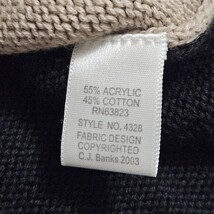 55% ACRYLIC
45% COTTON
RN63823
STYLE NO. 4328
FABRIC DESIGN
COPYRIGHTED
C.J. Banks 2003